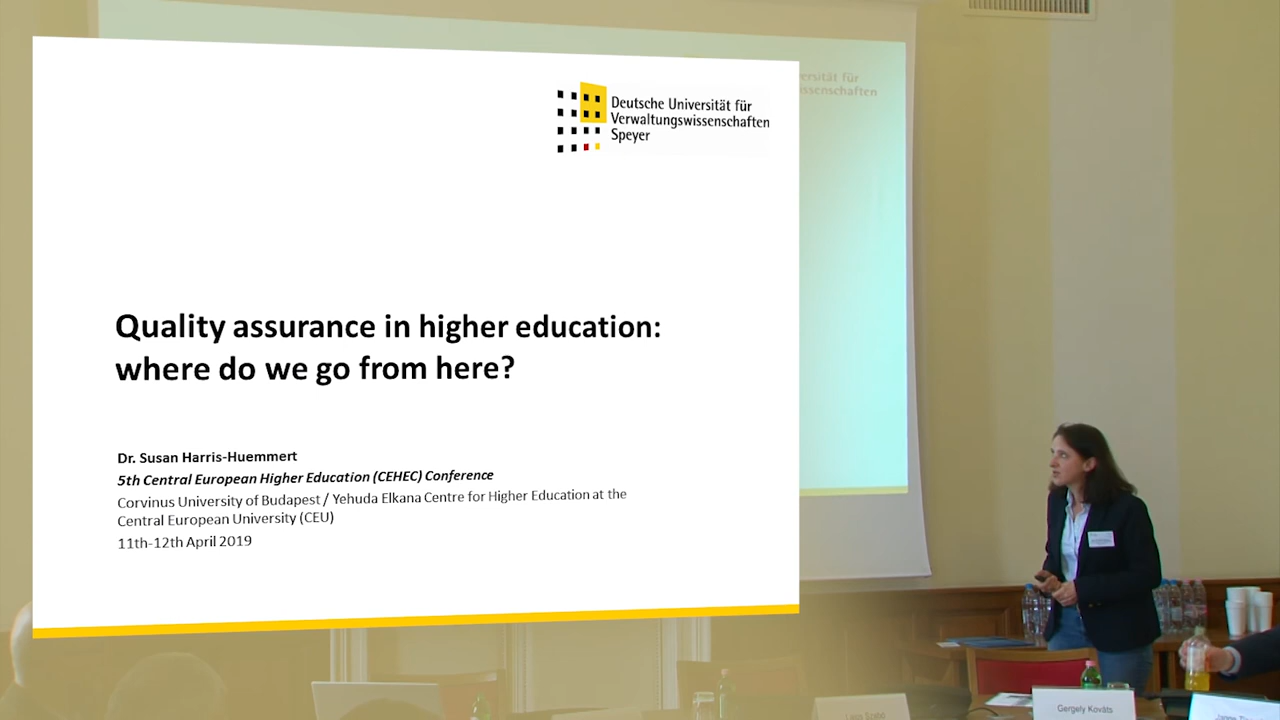 Deutsche Universität für
Verwaltungswissenschaften
Speyer
Quality assurance in higher education:
where do we go from here?
Dr. Susan Harris-Huemmert
5th Central European Higher Education (CEHEC) Conference
Corvinus University of Budapest / Yehuda Elkana Centre for Higher Education at the
Central European University (CEU)
11th-12th April 2019
Gergely Kováts